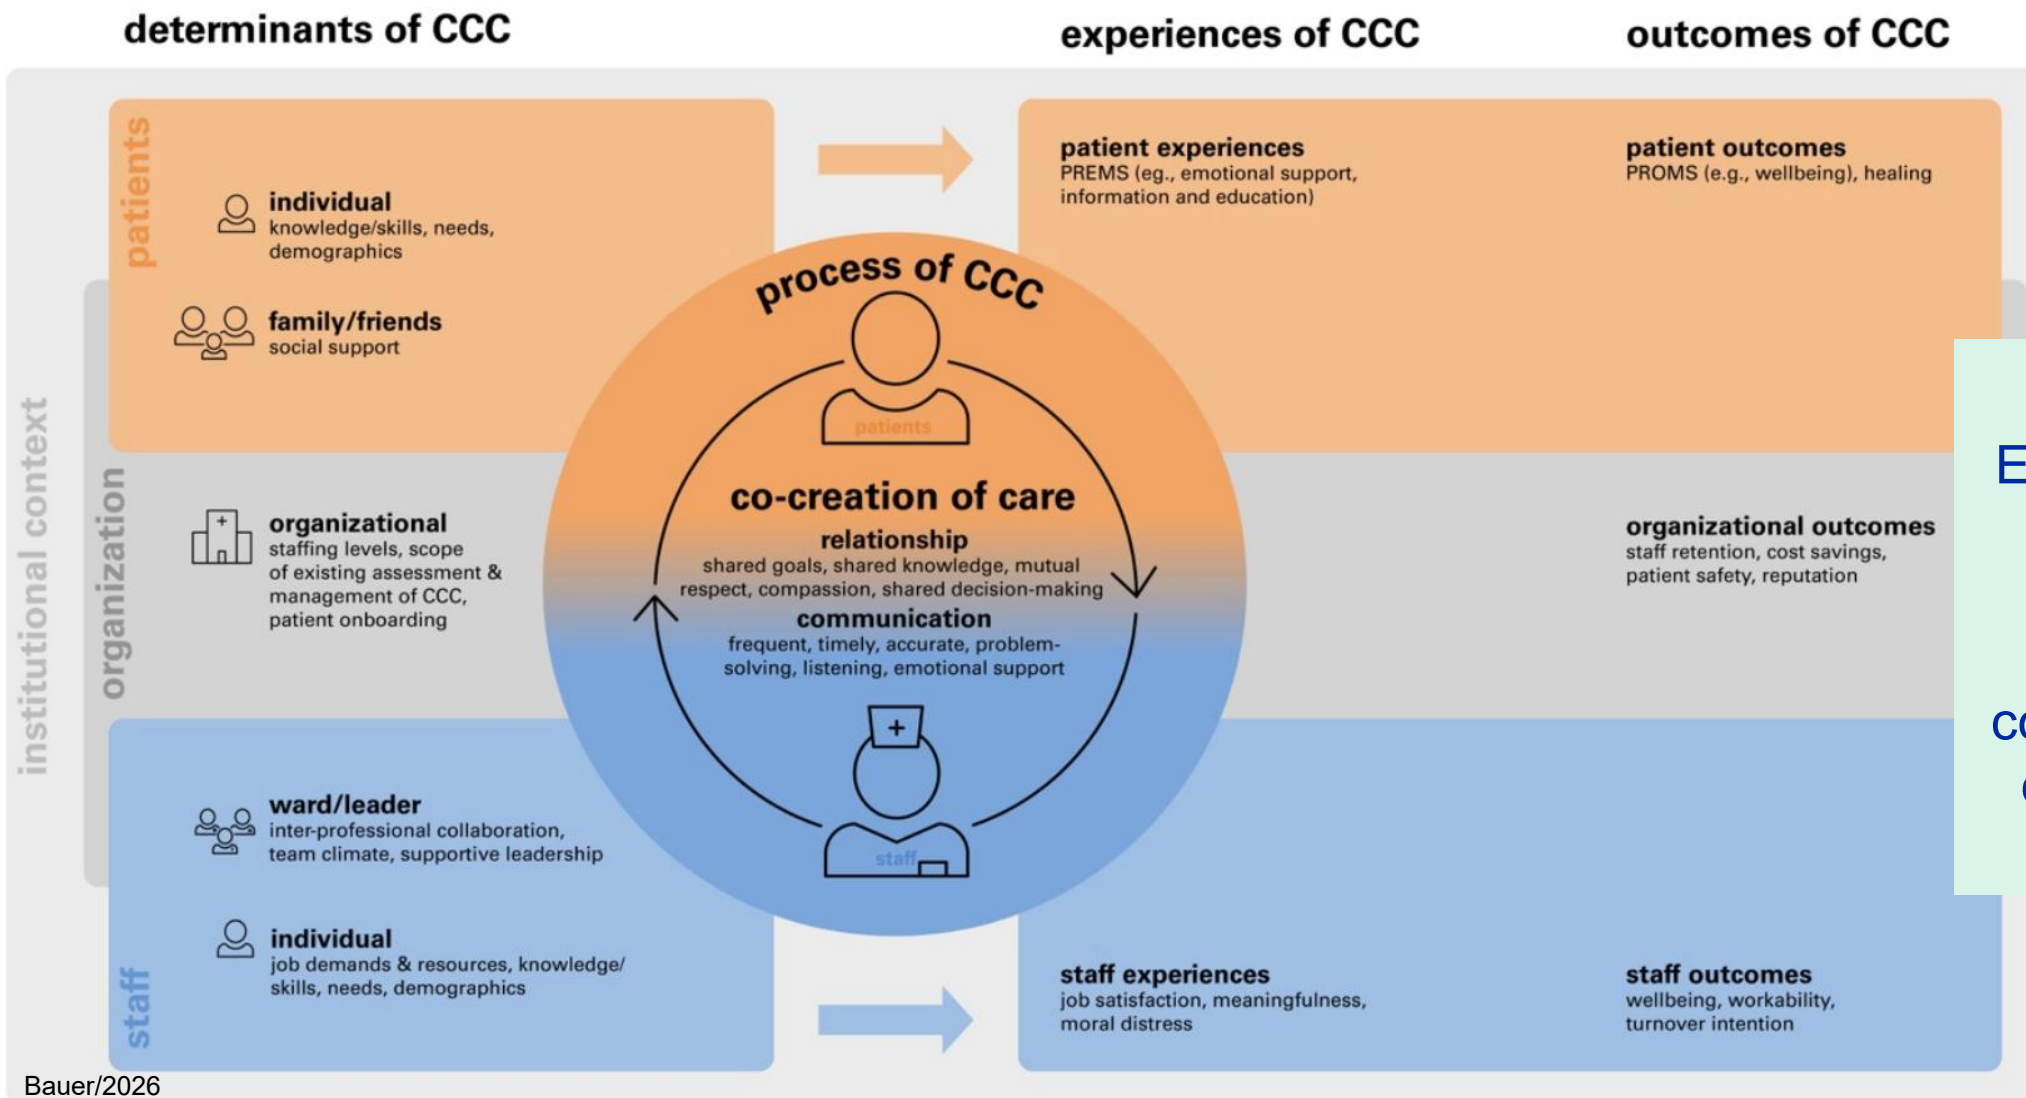 determinants of CCC
experiences of CCC
outcomes of CCC
institutional context
organization
patients
individual
knowledge/skills, needs,
demographics
family/friends
social support
organizational
staffing levels, scope
of existing assessment &
management of CCC,
patient onboarding
staff
ward/leader
inter-professional collaboration,
team climate, supportive leadership
individual
job demands & resources, knowledge/
skills, needs, demographics
process of CCC
patients
co-creation of care
relationship
shared goals, shared knowledge, mutual
respect, compassion, shared decision-making
communication
frequent, timely, accurate, problem-
solving, listening, emotional support
staff
patient experiences
PREMS (eg., emotional support,
information and education)
patient outcomes
PROMS (e.g., wellbeing), healing
organizational outcomes
staff retention, cost savings,
patient safety, reputation
staff experiences
job satisfaction, meaningfulness,
moral distress
staff outcomes
wellbeing, workability,
turnover intention
Bauer/2026